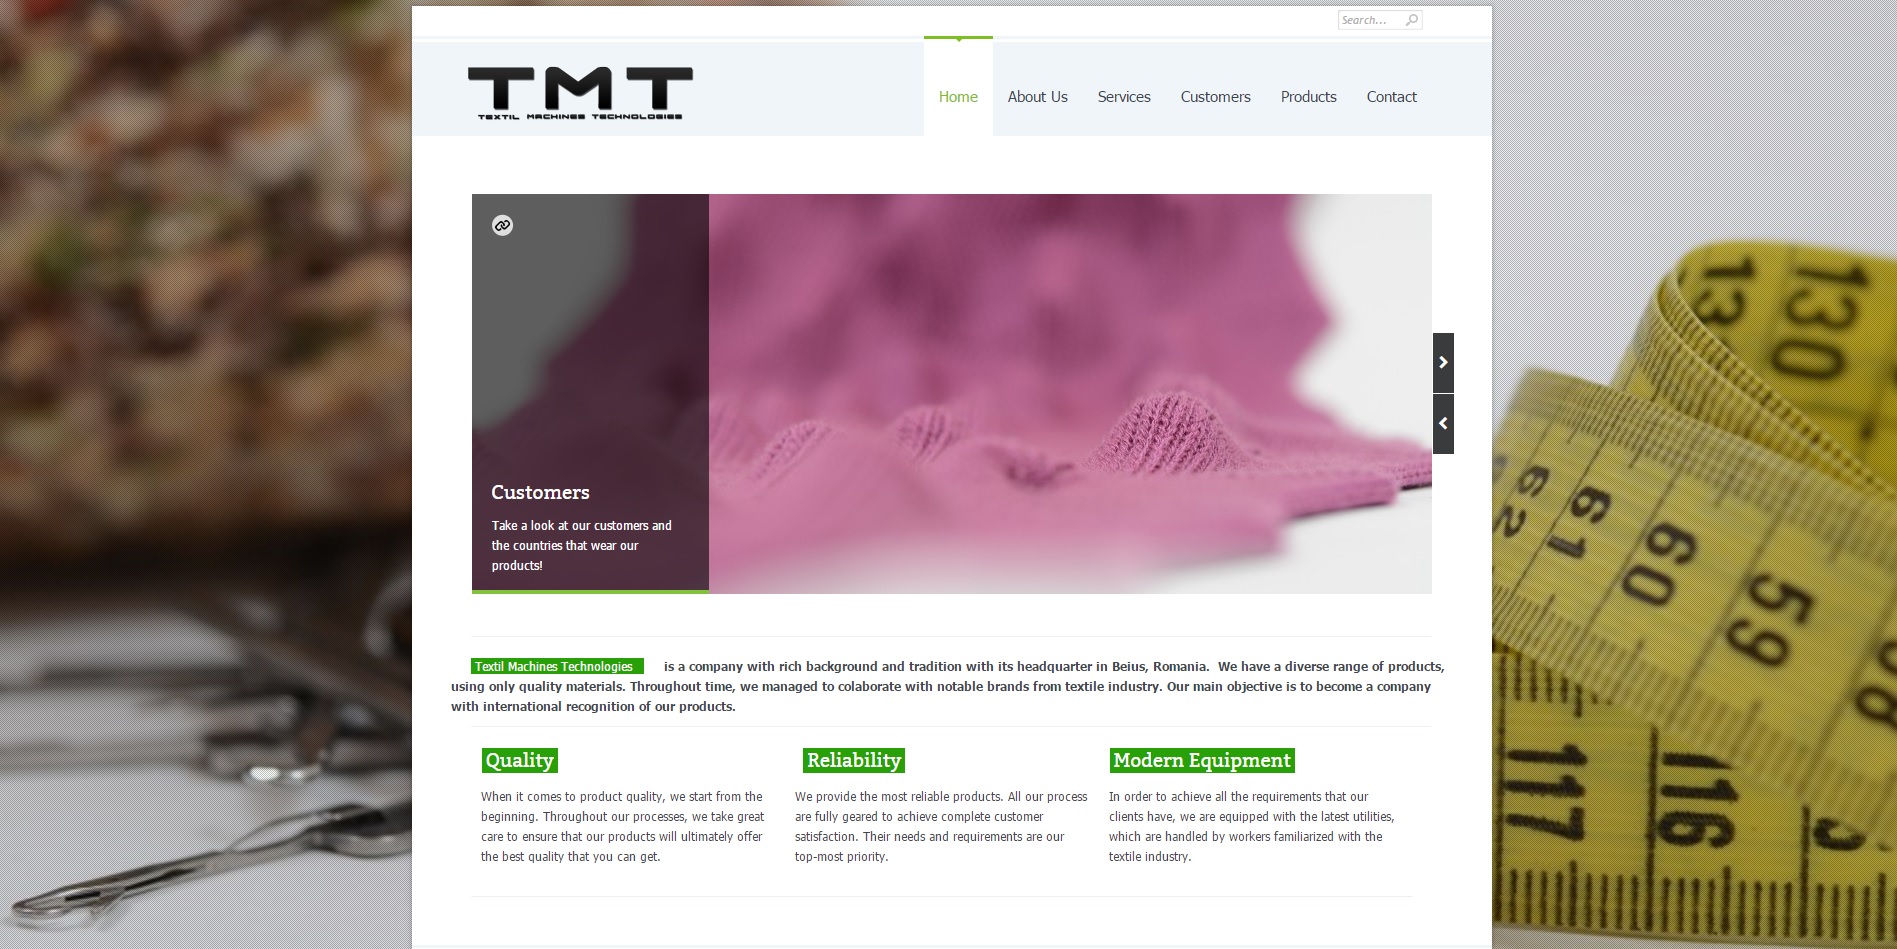 Search...
TMT
TEXTIL MACHINES TECHNOLOGIES
Home About Us Services Customers Products Contact
Customers
Take a look at our customers and
the countries that wear our
products!
Textil Machines Technologies is a company with rich background and tradition with its headquarter in Beius, Romania. We have a diverse range of products,
using only quality materials. Throughout time, we managed to colaborate with notable brands from textile industry. Our main objective is to become a company
with international recognition of our products.
Quality
When it comes to product quality, we start from the
beginning. Throughout our processes, we take great
care to ensure that our products will ultimately offer
the best quality that you can get.
Reliability
We provide the most reliable products. All our process
are fully geared to achieve complete customer
satisfaction. Their needs and requirements are our
top-most priority.
Modern Equipment
In order to achieve all the requirements that our
clients have, we are equipped with the latest utilities,
which are handled by workers familiarized with the
textile industry.
130
62 61 60 59
117 116